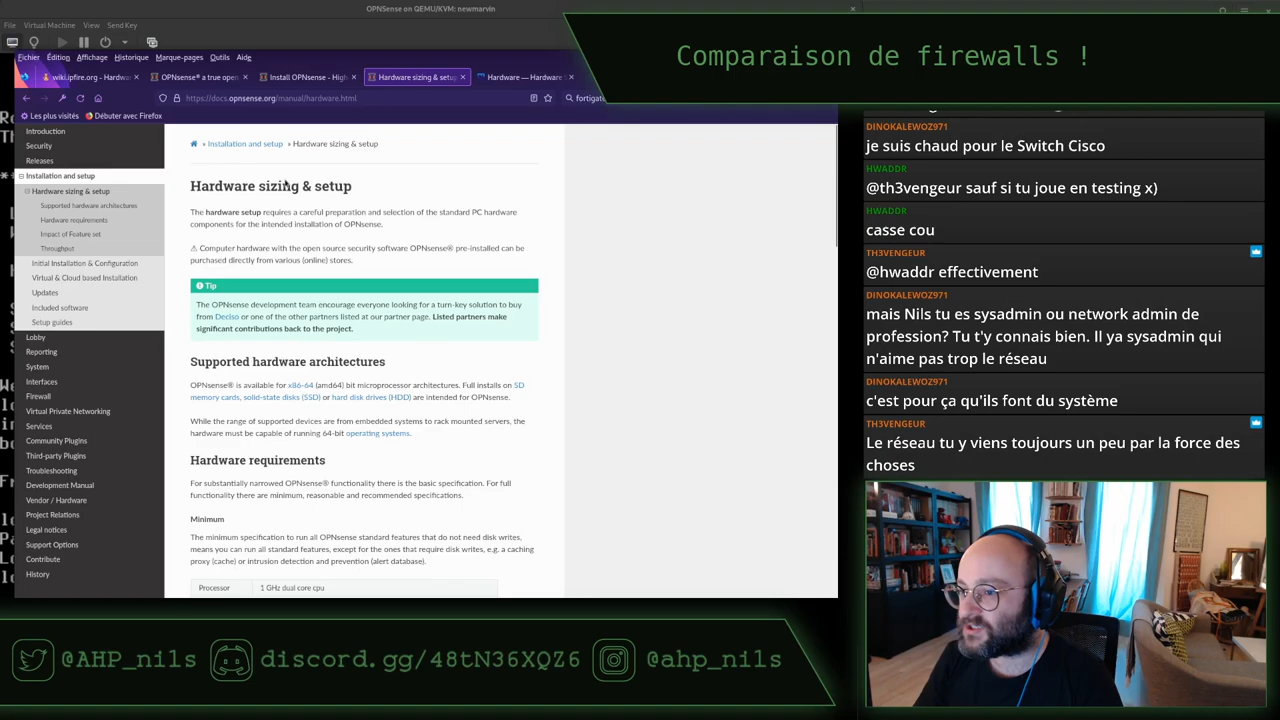 OPNSense on QEMU/KVM: newmarvin
File Virtual Machine View Send Key
Fichier Édition Affichage Historique Marque-pages Outils Aide
wiki.ipfire.org - Hardwar
OPNsense® a true open
Install OPNsense - High
Hardware sizing & setup
Hardware — Hardware S
https://docs.opnsense.org/manual/hardware.html
fortigate
Les plus visités Débuter avec Firefox
Comparaison de firewalls !
Introduction
Security
Releases
Installation and setup
Hardware sizing & setup
Supported hardware architectures
Hardware requirements
Impact of Feature set
Throughput
Initial Installation & Configuration
Virtual & Cloud based Installation
Updates
Included software
Setup guides
Lobby
Reporting
System
Interfaces
Firewall
Virtual Private Networking
Services
Community Plugins
Third-party Plugins
Troubleshooting
Development Manual
Vendor / Hardware
Project Relations
Legal notices
Support Options
Contribute
History
» Installation and setup » Hardware sizing & setup
Hardware sizing & setup
The hardware setup requires a careful preparation and selection of the standard PC hardware
components for the intended installation of OPNsense.
⚠ Computer hardware with the open source security software OPNsense® pre-installed can be
purchased directly from various (online) stores.
Tip
The OPNsense development team encourage everyone looking for a turn-key solution to buy
from Deciso or one of the other partners listed at our partner page. Listed partners make
significant contributions back to the project.
Supported hardware architectures
OPNsense® is available for x86-64 (amd64) bit microprocessor architectures. Full installs on SD
memory cards, solid-state disks (SSD) or hard disk drives (HDD) are intended for OPNsense.
While the range of supported devices are from embedded systems to rack mounted servers, the
hardware must be capable of running 64-bit operating systems.
Hardware requirements
For substantially narrowed OPNsense® functionality there is the basic specification. For full
functionality there are minimum, reasonable and recommended specifications.
Minimum
The minimum specification to run all OPNsense standard features that do not need disk writes,
means you can run all standard features, except for the ones that require disk writes, e.g. a caching
proxy (cache) or intrusion detection and prevention (alert database).
Processor 1 GHz dual core cpu
DINOKALEWOZ971
je suis chaud pour le Switch Cisco
HWADDR
@th3vengeur sauf si tu joue en testing x)
HWADDR
casse cou
TH3VENGEUR
@hwaddr effectivement
DINOKALEWOZ971
mais Nils tu es sysadmin ou network admin de
profession? Tu t'y connais bien. Il ya sysadmin qui
n'aime pas trop le réseau
DINOKALEWOZ971
c'est pour ça qu'ils font du système
TH3VENGEUR
Le réseau tu y viens toujours un peu par la force des
choses
@AHP_nils discord.gg/48tN36XQZ6 @ahp_nils